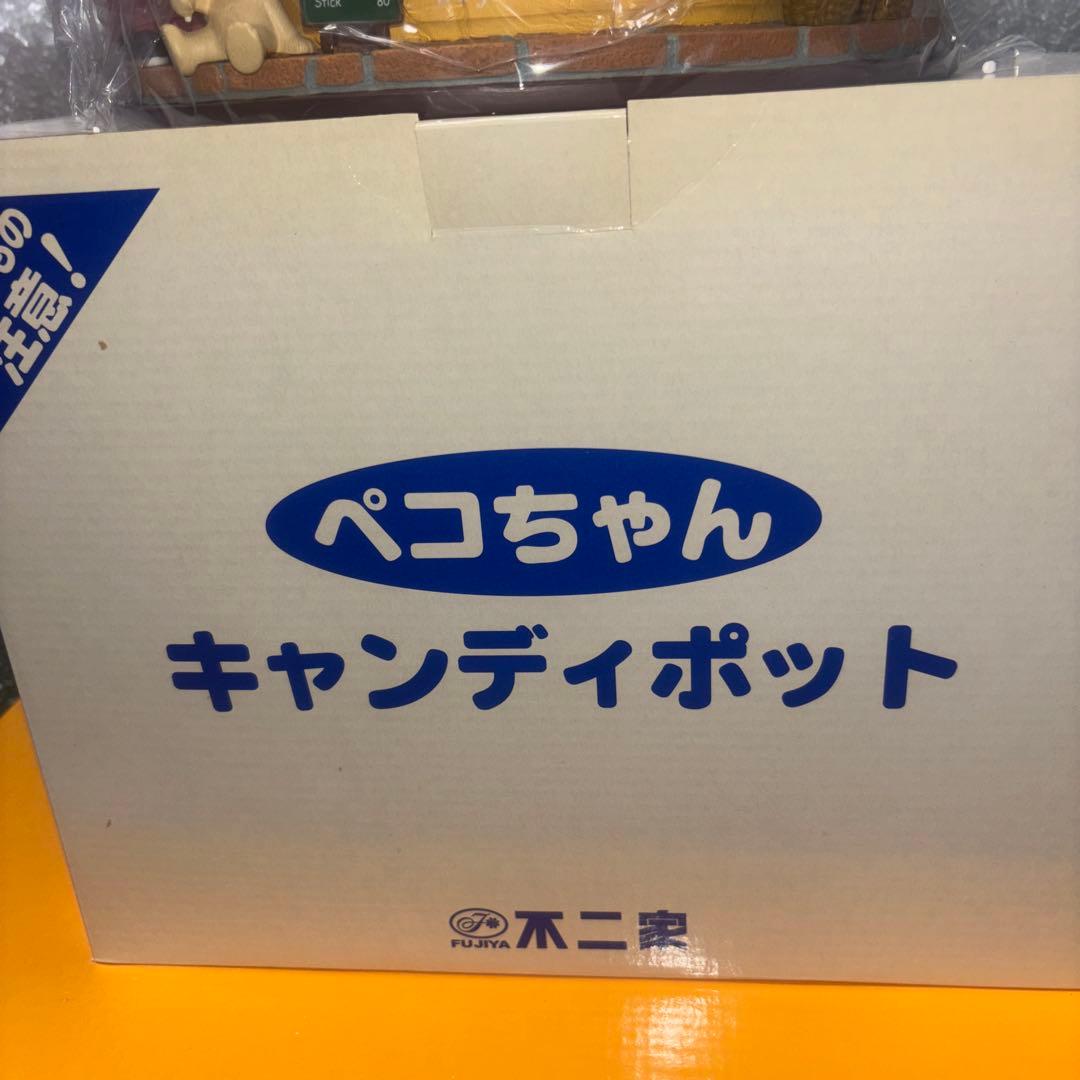 Stick 80
の
注意!
ペコちゃん
キャンディポット
FUJIYA 不二家